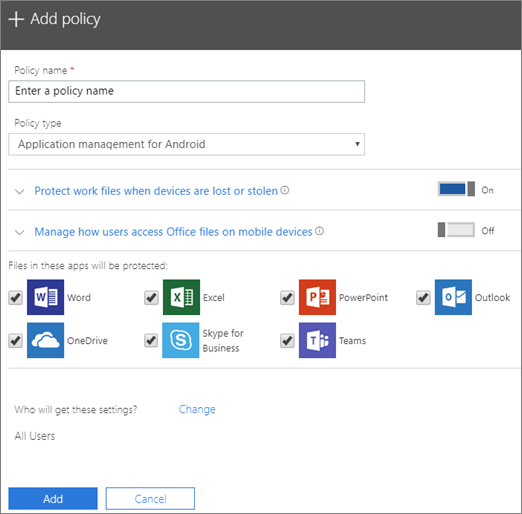 Add policy
Policy name *
Enter a policy name
Policy type
Application management for Android
Protect work files when devices are lost or stolen
On
Manage how users access Office files on mobile devices
Off
Files in these apps will be protected:
Word
Excel
PowerPoint
Outlook
OneDrive
Skype for
Business
Teams
Who will get these settings? Change
All Users
Add
Cancel